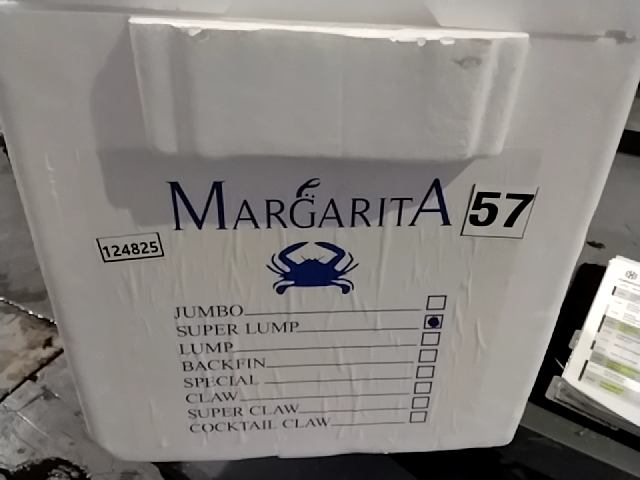 MARGARITA
57
124825
JUMBO
SUPER LUMP
LUMP
BACKFIN
SPECIAL
CLAW
SUPER CLAW
COCKTAIL CLAW